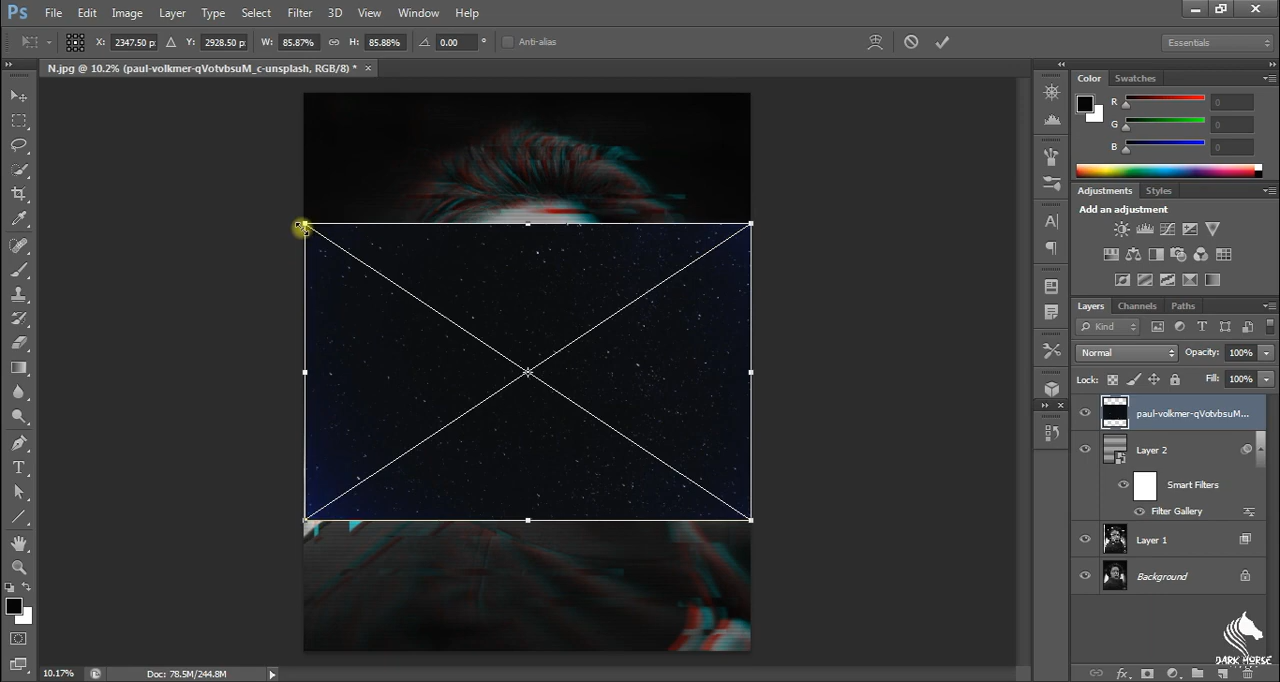 Ps File Edit Image Layer Type Select Filter 3D View Window Help
X: 2347.50 p: Y: 2928.50 p: W: 85.87% H: 85.88% 0.00 ° Anti-alias Essentials
N.jpg @ 10.2% (paul-volkmer-qVotvbsuM_c-unsplash, RGB/8) * ×
Color Swatches
R 0
G 0
B 0
Adjustments Styles
Add an adjustment
Layers Channels Paths
Kind
Normal Opacity: 100%
Lock: Fill: 100%
paul-volkmer-qVotvbsuM...
Layer 2
Smart Filters
Filter Gallery
Layer 1
Background
DARK HORSE
10.17% Doc: 78.5M/244.8M